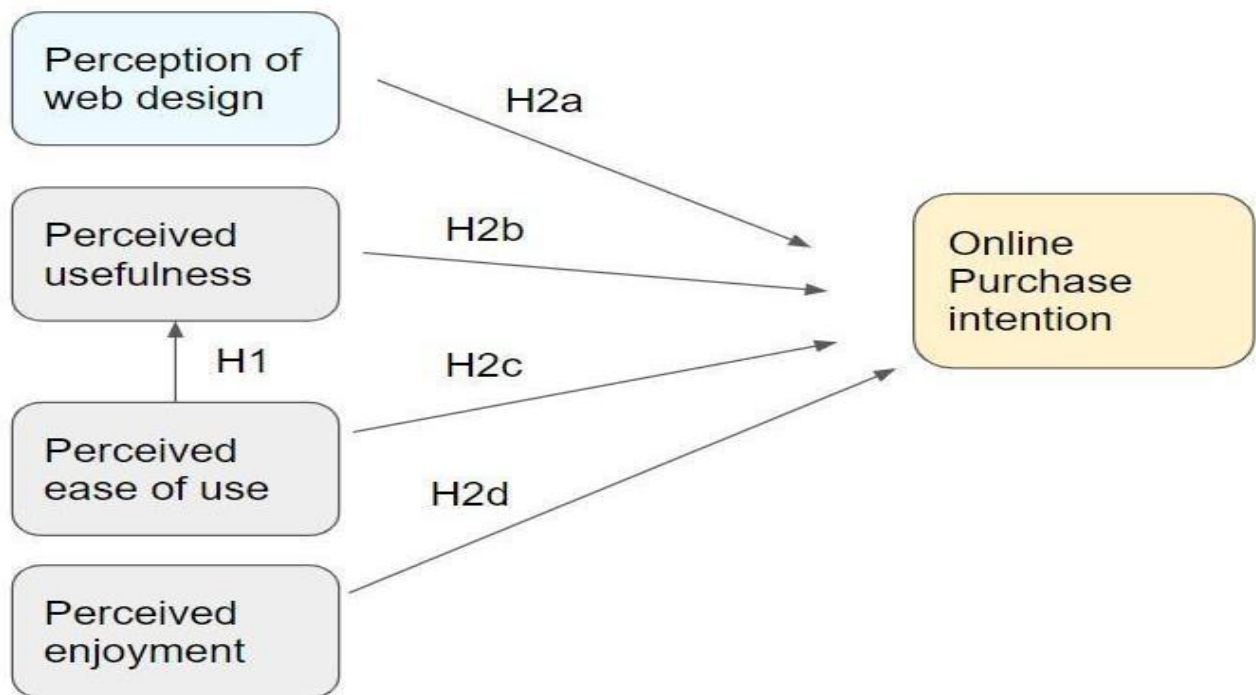 Perception of
web design
H2a
Perceived
usefulness
H2b
Online
Purchase
intention
H1
H2c
Perceived
ease of use
H2d
Perceived
enjoyment